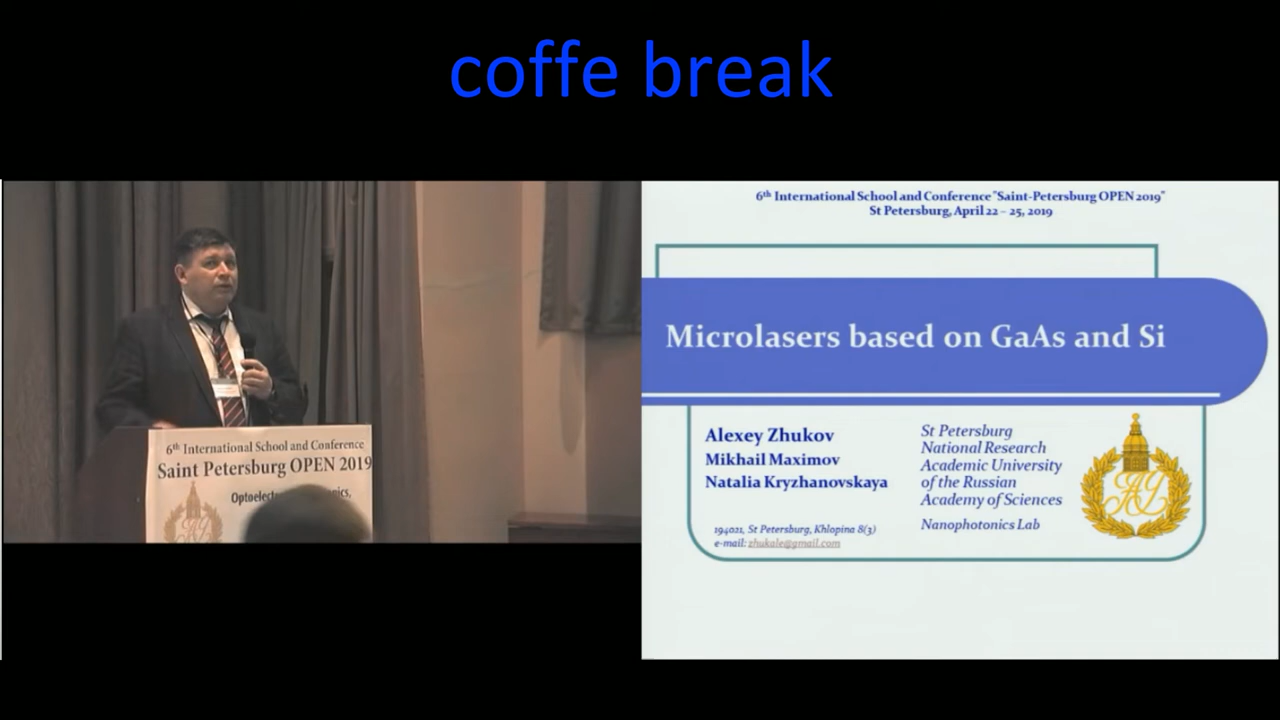 coffe break
6th International School and Conference "Saint-Petersburg OPEN 2019"
St Petersburg, April 22 – 25, 2019
Microlasers based on GaAs and Si
Alexey Zhukov
Mikhail Maximov
Natalia Kryzhanovskaya
St Petersburg
National Research
Academic University
of the Russian
Academy of Sciences
Nanophotonics Lab
194021, St Petersburg, Khlopina 8(3)
e-mail: zhukale@gmail.com
6th International School and Conference
Saint Petersburg OPEN 2019